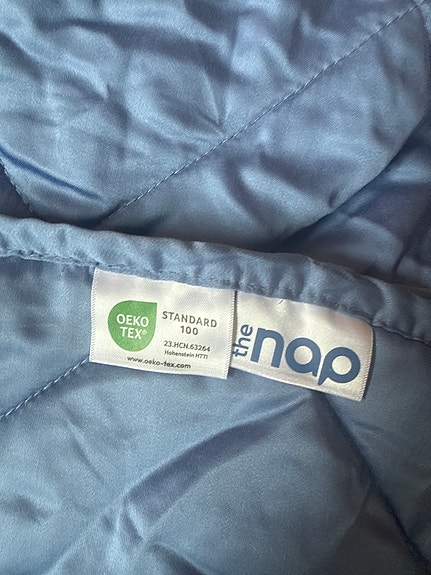 OEKO
TEX®
STANDARD
100
23.HCN.63264
Hohenstein HTTI
www.oeko-tex.com
the nap